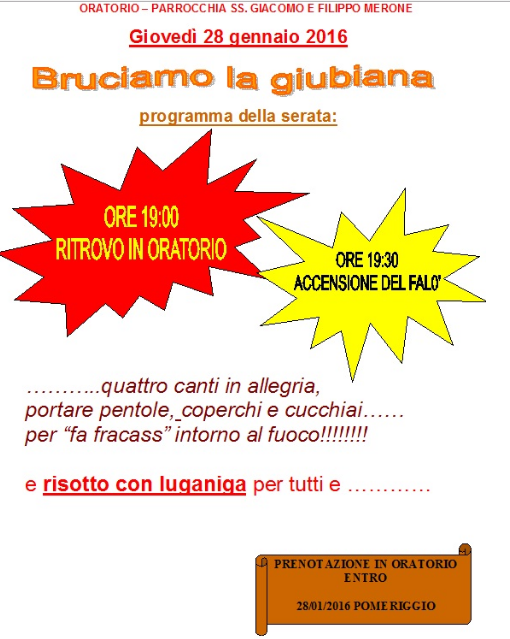 ORATORIO – PARROCCHIA SS. GIACOMO E FILIPPO MERONE
Giovedì 28 gennaio 2016
Bruciamo la giubiana
programma della serata:
ORE 19:00
RITROVO IN ORATORIO
ORE 19:30
ACCENSIONE DEL FALO'
………...quattro canti in allegria,
portare pentole, coperchi e cucchiai……
per “fa fracass” intorno al fuoco!!!!!!!!
e risotto con luganiga per tutti e …………
PRENOTAZIONE IN ORATORIO
ENTRO
28/01/2016 POMERIGGIO